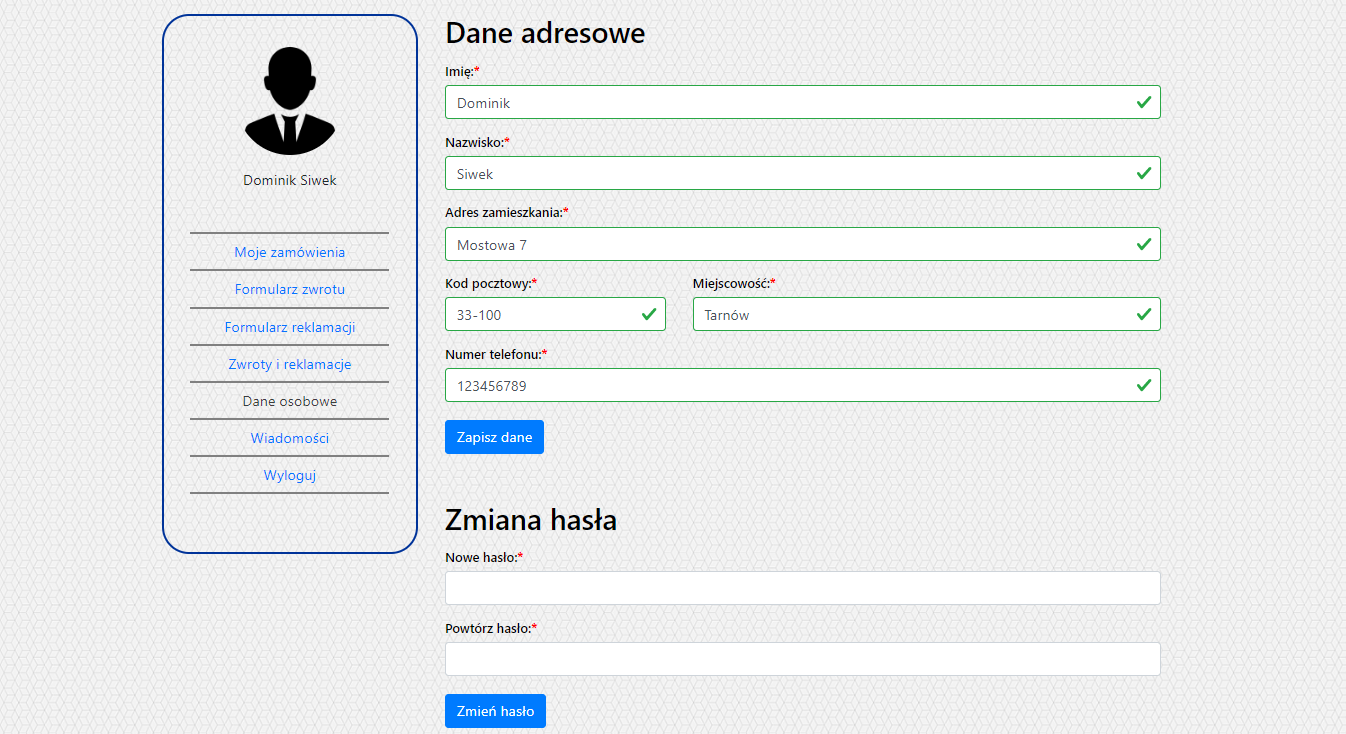 Dominik Siwek
Moje zamówienia
Formularz zwrotu
Formularz reklamacji
Zwroty i reklamacje
Dane osobowe
Wiadomości
Wyloguj
Dane adresowe
Imię:*
Dominik
Nazwisko:*
Siwek
Adres zamieszkania:*
Mostowa 7
Kod pocztowy:* Miejscowość:*
33-100 Tarnów
Numer telefonu:*
123456789
Zapisz dane
Zmiana hasła
Nowe hasło:*
Powtórz hasło:*
Zmień hasło